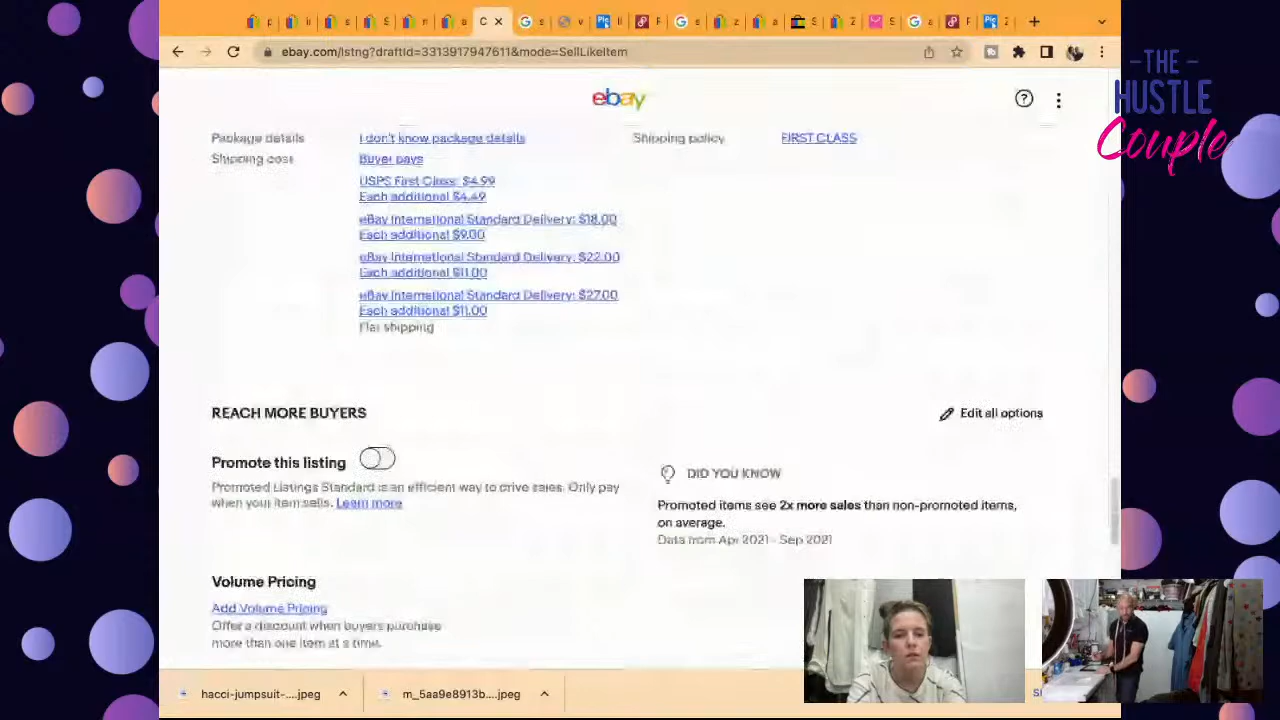 p
ir
s
S
n
a
C
G s
v
Pic Il
P
G s
z
a
S
2
S
G a
P
Pic 2
ebay.com/lstng?draftId=3313917947611&mode=SellLikeItem
-THE-
HUSTLE
Couple
ebay
Package details
I don't know package details
Shipping policy
FIRST CLASS
Shipping cost
Buyer pays
USPS First Class: $4.99
Each additional $4.49
eBay International Standard Delivery: $18.00
Each additional $9.00
eBay International Standard Delivery: $22.00
Each additional $11.00
eBay International Standard Delivery: $27.00
Each additional $11.00
Flat shipping
REACH MORE BUYERS
Edit all options
Promote this listing
Promoted Listings Standard is an efficient way to drive sales. Only pay
when your item sells. Learn more
DID YOU KNOW
Promoted items see 2x more sales than non-promoted items,
on average.
Data from Apr 2021 - Sep 2021
Volume Pricing
Add Volume Pricing
Offer a discount when buyers purchase
more than one item at a time.
hacci-jumpsuit-....jpeg
m_5aa9e8913b....jpeg